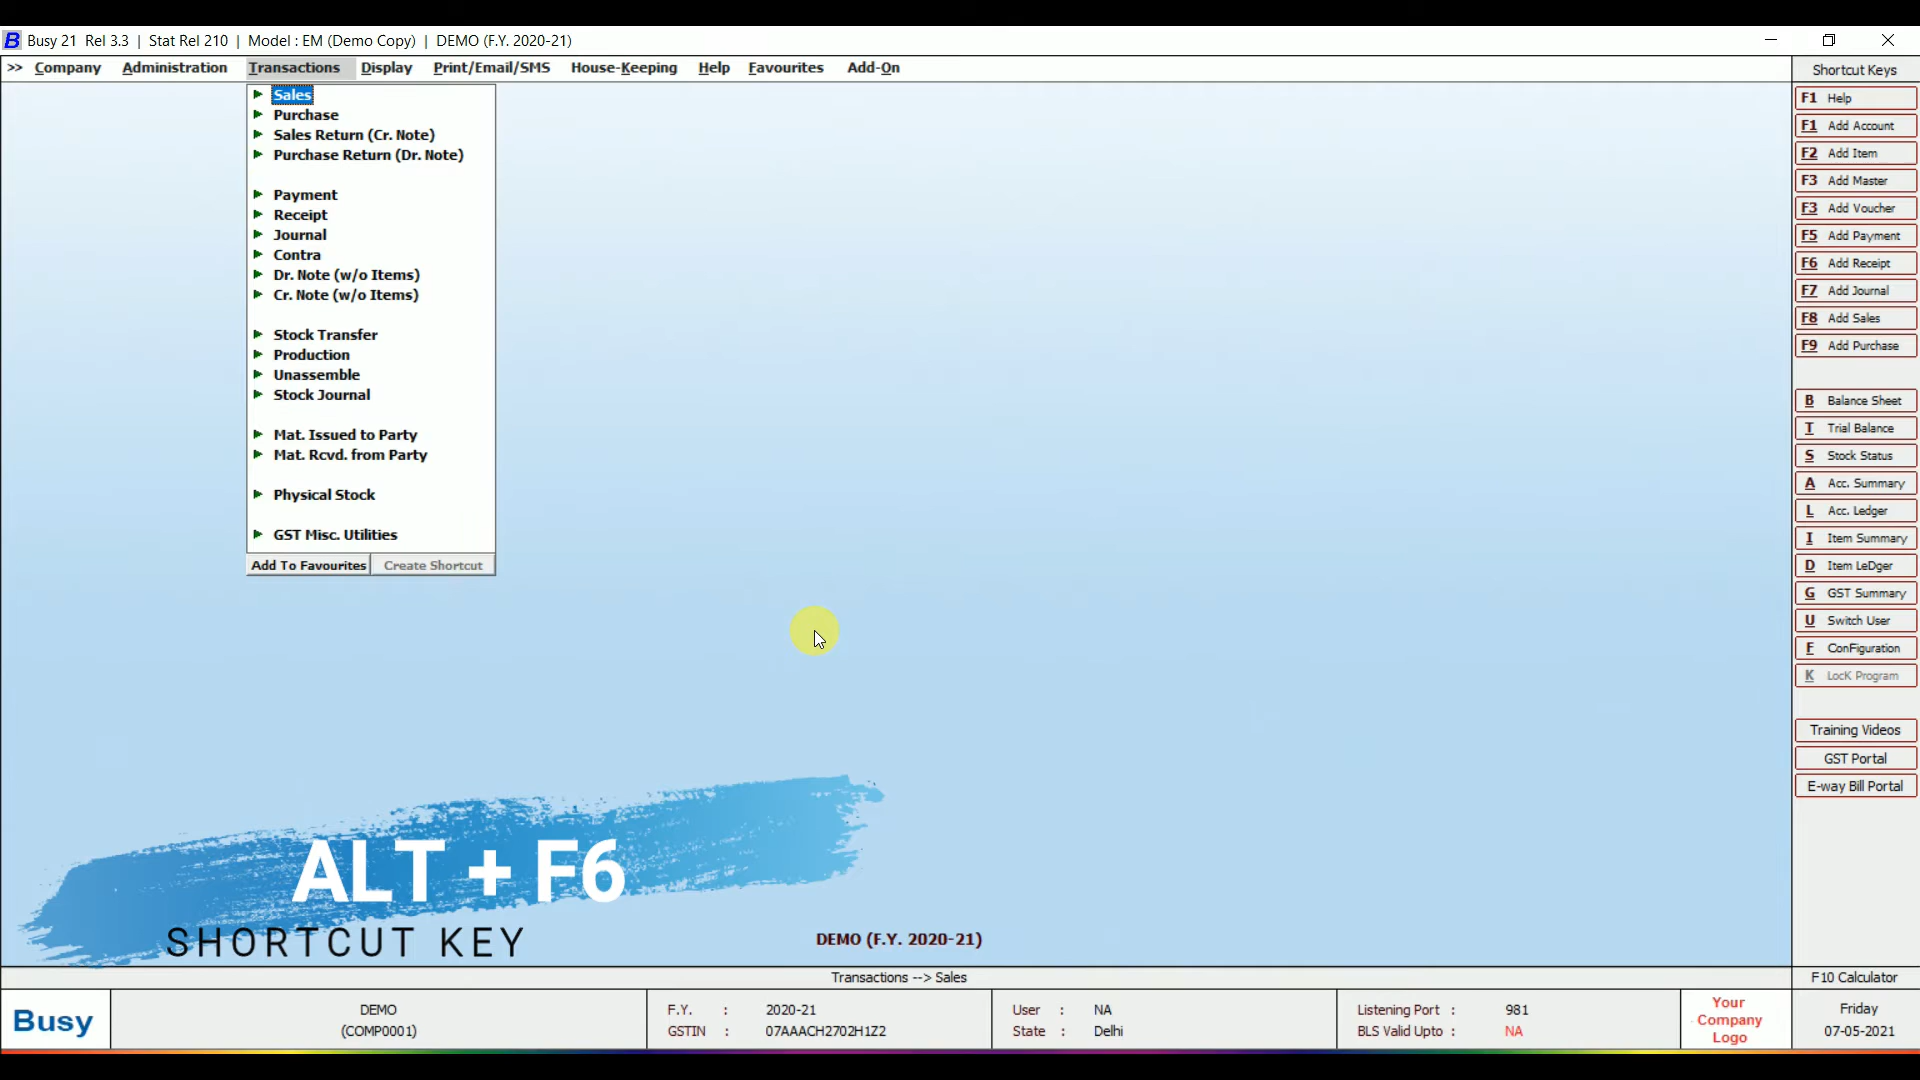 Busy 21 Rel 3.3 | Stat Rel 210 | Model : EM (Demo Copy) | DEMO (F.Y. 2020-21)
>> Company Administration Transactions Display Print/Email/SMS House-Keeping Help Favourites Add-On
Sales
Purchase
Sales Return (Cr. Note)
Purchase Return (Dr. Note)
Payment
Receipt
Journal
Contra
Dr. Note (w/o Items)
Cr. Note (w/o Items)
Stock Transfer
Production
Unassemble
Stock Journal
Mat. Issued to Party
Mat. Rcvd. from Party
Physical Stock
GST Misc. Utilities
Add To Favourites Create Shortcut
Shortcut Keys
F1 Help
F1 Add Account
F2 Add Item
F3 Add Master
F3 Add Voucher
F5 Add Payment
F6 Add Receipt
F7 Add Journal
F8 Add Sales
F9 Add Purchase
B Balance Sheet
T Trial Balance
S Stock Status
A Acc. Summary
L Acc. Ledger
I Item Summary
D Item LeDger
G GST Summary
U Switch User
F ConFiguration
K LocK Program
Training Videos
GST Portal
E-way Bill Portal
ALT + F6
SHORTCUT KEY
DEMO (F.Y. 2020-21)
Transactions --> Sales
F10 Calculator
Busy
DEMO
(COMP0001)
F.Y. : 2020-21
GSTIN : 07AAACH2702H1Z2
User : NA
State : Delhi
Listening Port : 981
BLS Valid Upto : NA
Your
Company
Logo
Friday
07-05-2021